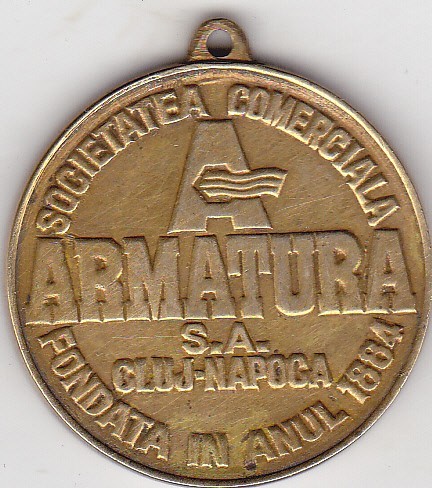 SOCIETATEA COMERCIALA
A
ARMATURA
S.A.
CLUJ-NAPOCA
FONDATA IN ANUL 1884